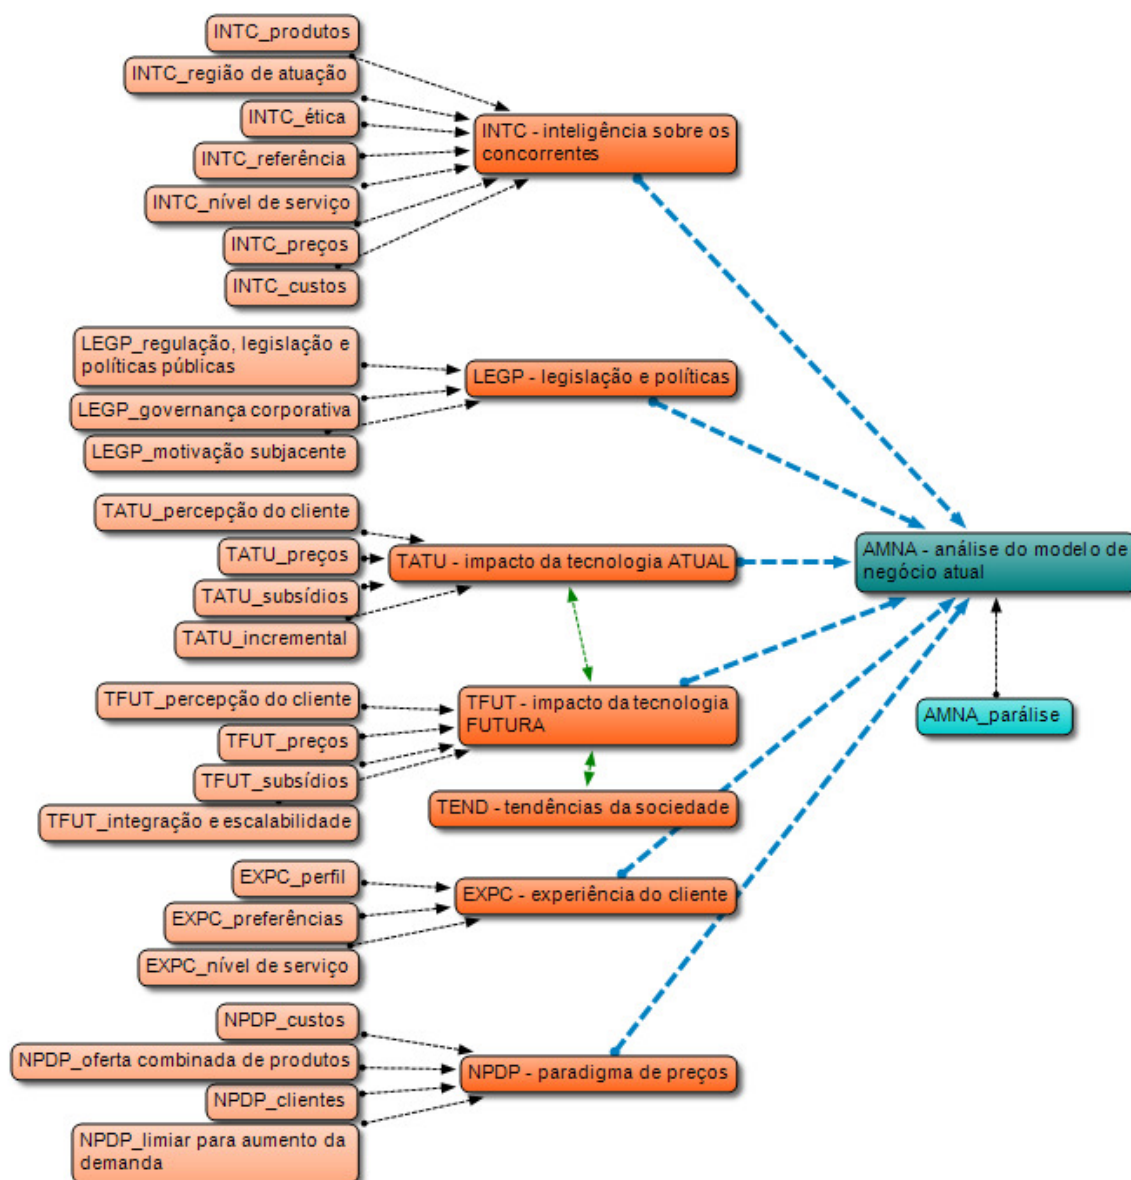 INTC_produtos
INTC_região de atuação
INTC_ética
INTC_referência
INTC_nível de serviço
INTC_preços
INTC_custos
INTC - inteligência sobre os
concorrentes
LEGP_regulação, legislação e
políticas públicas
LEGP_governança corporativa
LEGP_motivação subjacente
LEGP - legislação e políticas
TATU_percepção do cliente
TATU_preços
TATU_subsídios
TATU_incremental
TATU - impacto da tecnologia ATUAL
TFUT_percepção do cliente
TFUT_preços
TFUT_subsídios
TFUT_integração e escalabilidade
TFUT - impacto da tecnologia
FUTURA
TEND - tendências da sociedade
EXPC_perfil
EXPC_preferências
EXPC_nível de serviço
EXPC - experiência do cliente
NPDP_custos
NPDP_oferta combinada de produtos
NPDP_clientes
NPDP_limiar para aumento da
demanda
NPDP - paradigma de preços
AMNA - análise do modelo de
negócio atual
AMNA_parálise